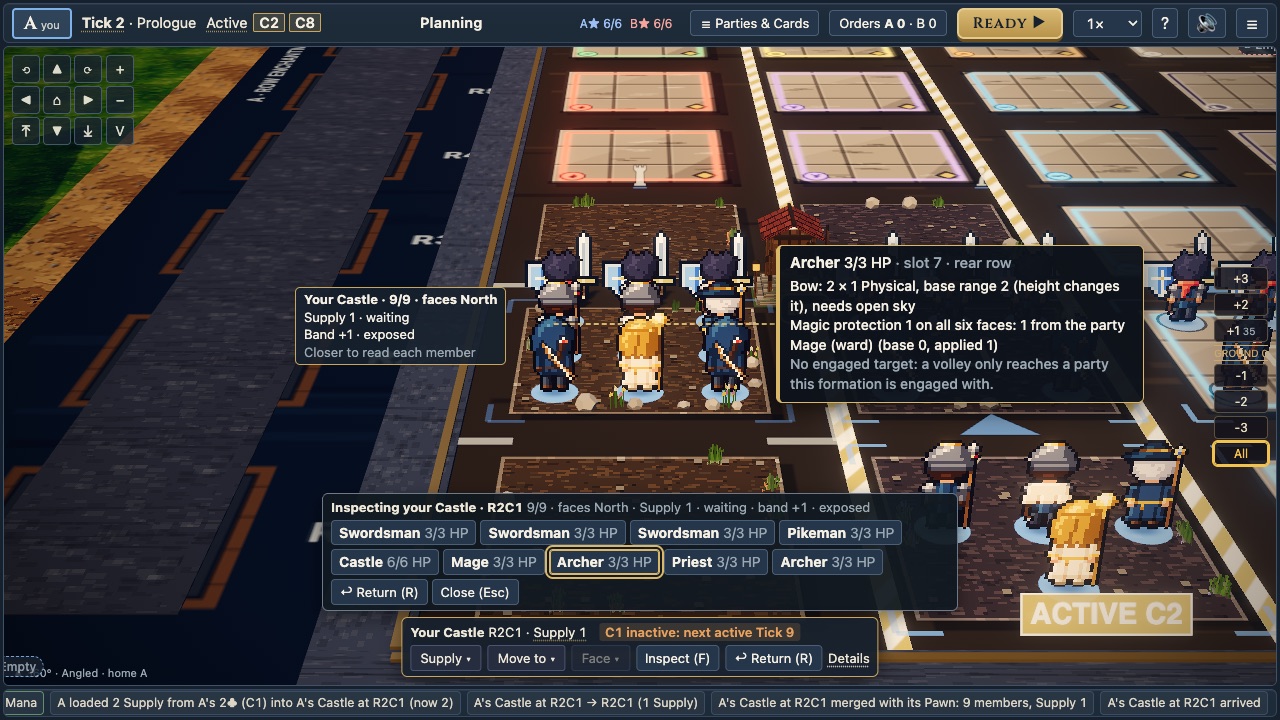 A you Tick 2 · Prologue Active C2 C8 Planning A★ 6/6 B★ 6/6 ≡ Parties & Cards Orders A 0 · B 0 READY ▶ 1× ? ≡
A · ROW ENCHANT
V
Archer 3/3 HP · slot 7 · rear row
Bow: 2 × 1 Physical, base range 2 (height changes
it), needs open sky
Magic protection 1 on all six faces: 1 from the party
Mage (ward) (base 0, applied 1)
No engaged target: a volley only reaches a party
this formation is engaged with.
Your Castle · 9/9 · faces North
Supply 1 · waiting
Band +1 · exposed
Closer to read each member
+3
+2
+1 35
-1
-2
-3
All
Inspecting your Castle · R2C1 9/9 · faces North · Supply 1 · waiting · band +1 · exposed
Swordsman 3/3 HP Swordsman 3/3 HP Swordsman 3/3 HP Pikeman 3/3 HP
Castle 6/6 HP Mage 3/3 HP Archer 3/3 HP Priest 3/3 HP Archer 3/3 HP
↩ Return (R) Close (Esc)
ACTIVE C2
Your Castle R2C1 · Supply 1 C1 inactive: next active Tick 9
Supply ▾ Move to ▾ Face ▾ Inspect (F) ↩ Return (R) Details
Empty · Angled · home A
Mana A loaded 2 Supply from A's 2♣ (C1) into A's Castle at R2C1 (now 2) A's Castle at R2C1 → R2C1 (1 Supply) A's Castle at R2C1 merged with its Pawn: 9 members, Supply 1 A's Castle at R2C1 arrived